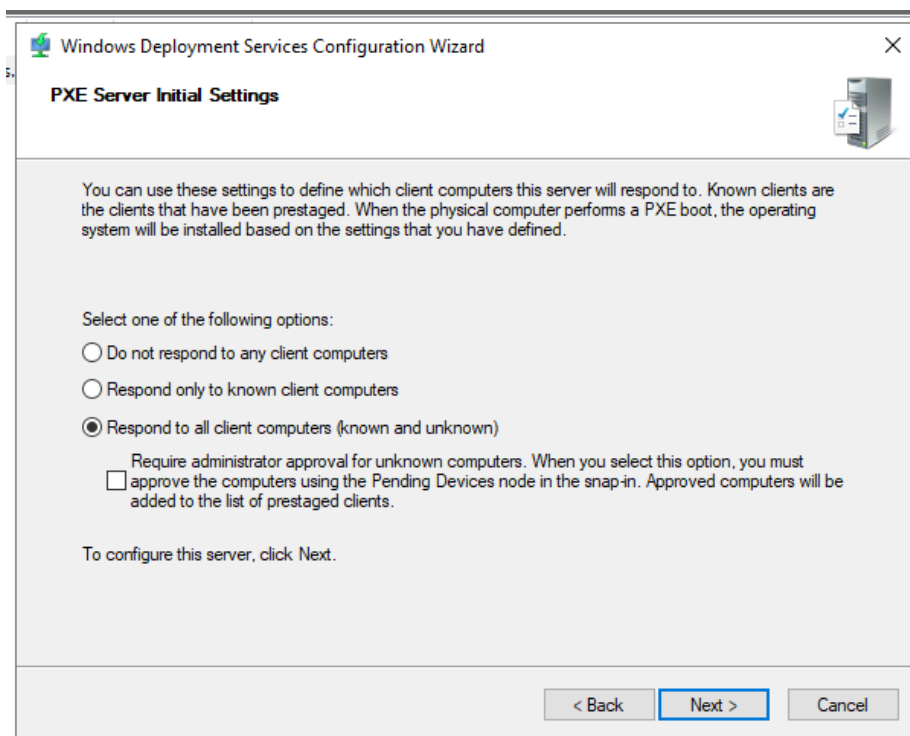 Windows Deployment Services Configuration Wizard
PXE Server Initial Settings
You can use these settings to define which client computers this server will respond to. Known clients are
the clients that have been prestaged. When the physical computer performs a PXE boot, the operating
system will be installed based on the settings that you have defined.
Select one of the following options:
Do not respond to any client computers
Respond only to known client computers
Respond to all client computers (known and unknown)
Require administrator approval for unknown computers. When you select this option, you must
approve the computers using the Pending Devices node in the snap-in. Approved computers will be
added to the list of prestaged clients.
To configure this server, click Next.
< Back Next > Cancel